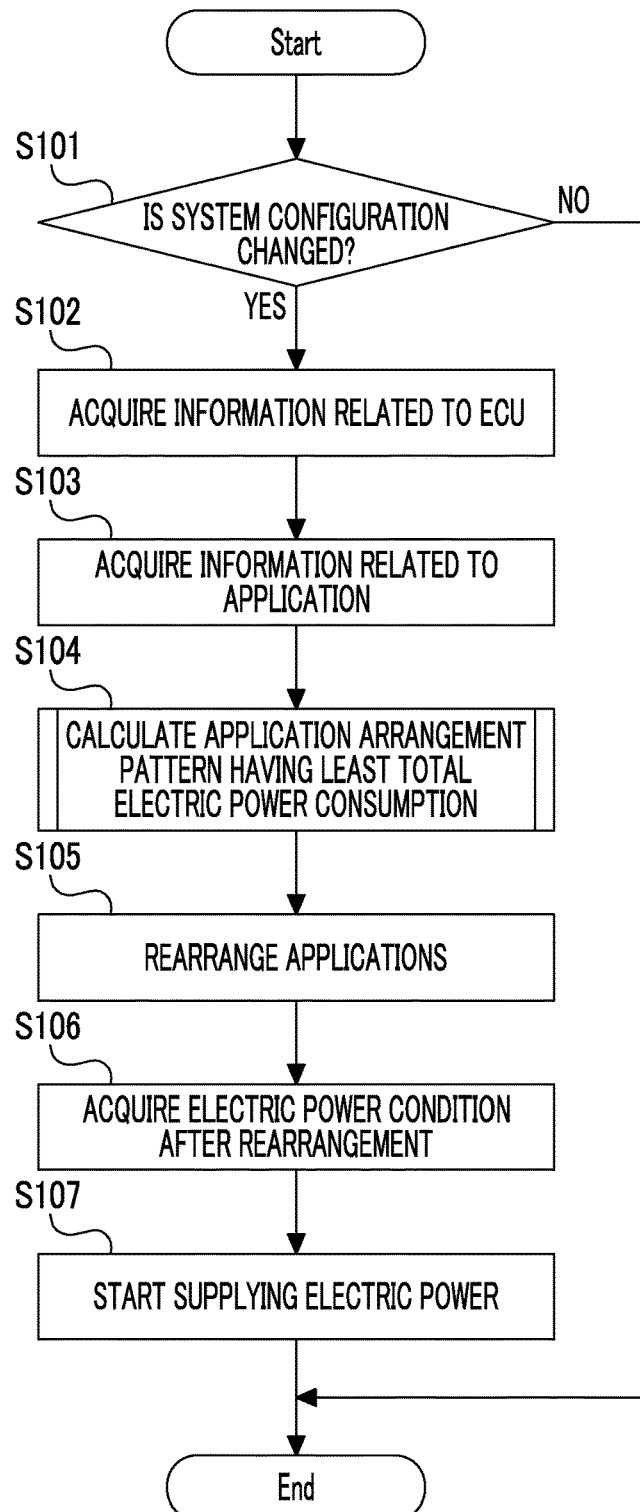 Start
S101
IS SYSTEM CONFIGURATION
CHANGED?
NO
YES
S102
ACQUIRE INFORMATION RELATED TO ECU
S103
ACQUIRE INFORMATION RELATED TO
APPLICATION
S104
CALCULATE APPLICATION ARRANGEMENT
PATTERN HAVING LEAST TOTAL
ELECTRIC POWER CONSUMPTION
S105
REARRANGE APPLICATIONS
S106
ACQUIRE ELECTRIC POWER CONDITION
AFTER REARRANGEMENT
S107
START SUPPLYING ELECTRIC POWER
End